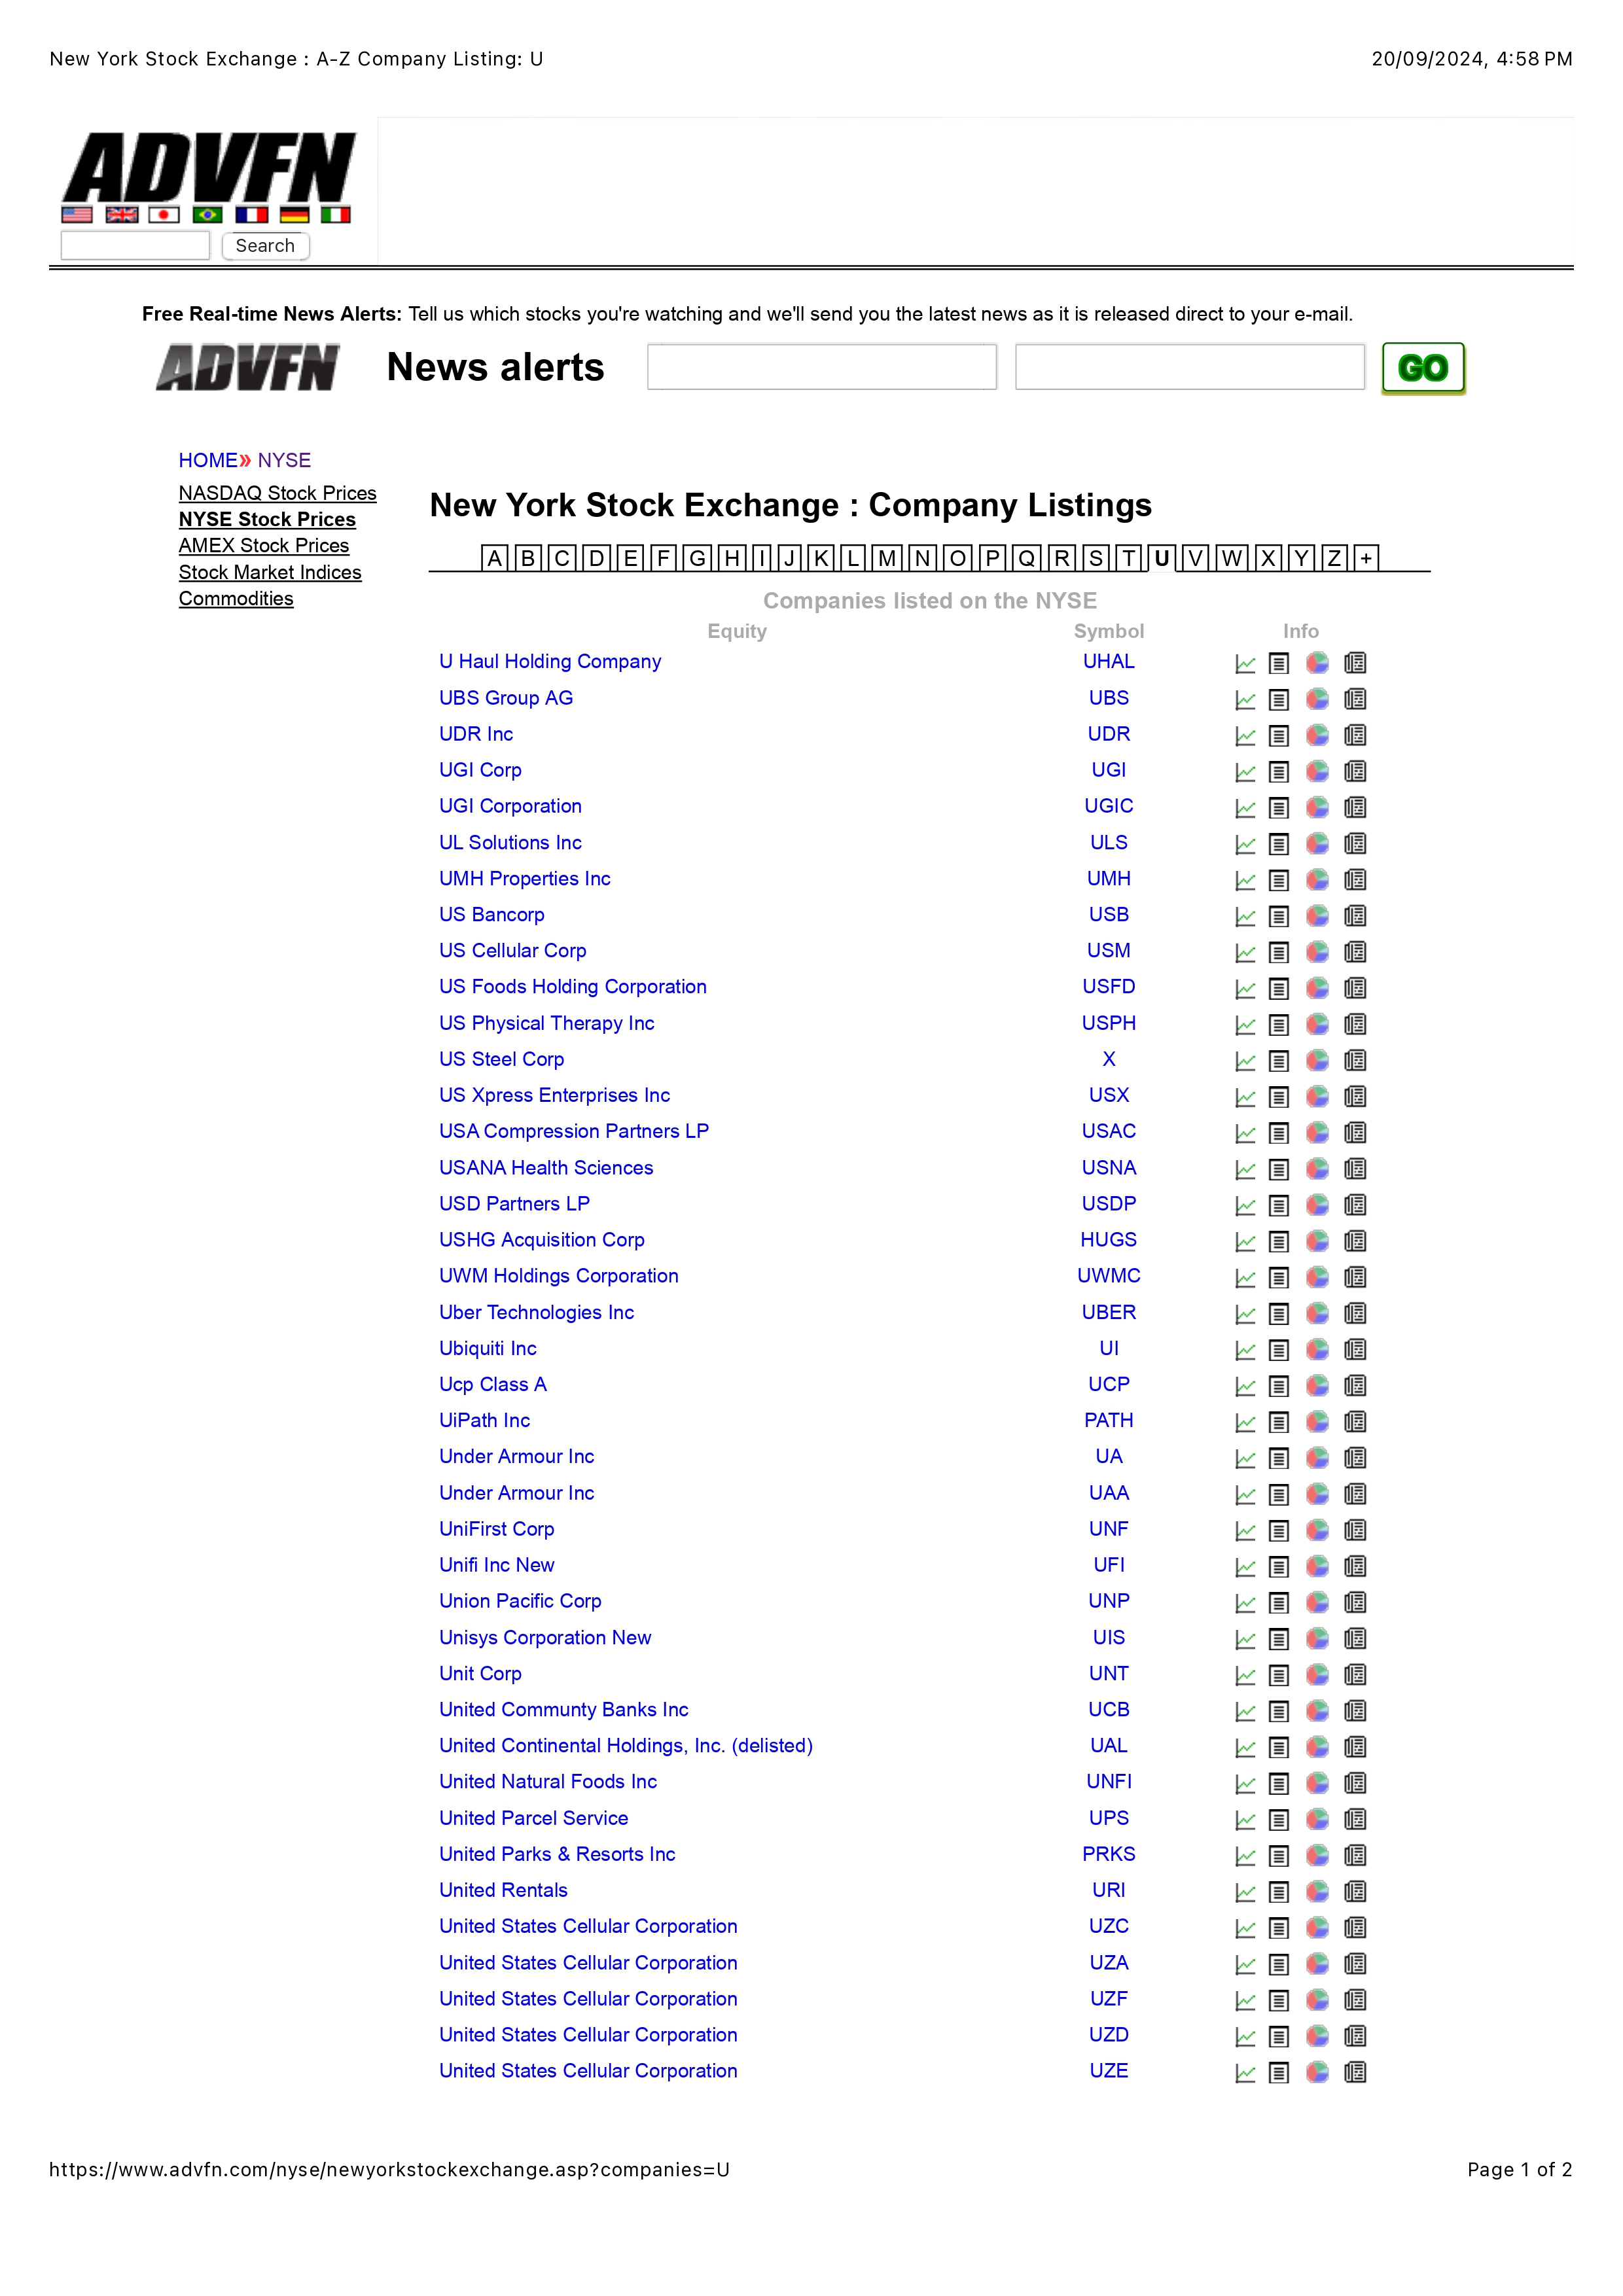 New York Stock Exchange : A-Z Company Listing: U 20/09/2024, 4:58 PM
ADVFN
Search
Free Real-time News Alerts: Tell us which stocks you're watching and we'll send you the latest news as it is released direct to your e-mail.
ADVFN News alerts GO
HOME» NYSE
NASDAQ Stock Prices
NYSE Stock Prices
AMEX Stock Prices
Stock Market Indices
Commodities
New York Stock Exchange : Company Listings
A B C D E F G H I J K L M N O P Q R S T U V W X Y Z +
Companies listed on the NYSE
Equity Symbol Info
U Haul Holding Company UHAL
UBS Group AG UBS
UDR Inc UDR
UGI Corp UGI
UGI Corporation UGIC
UL Solutions Inc ULS
UMH Properties Inc UMH
US Bancorp USB
US Cellular Corp USM
US Foods Holding Corporation USFD
US Physical Therapy Inc USPH
US Steel Corp X
US Xpress Enterprises Inc USX
USA Compression Partners LP USAC
USANA Health Sciences USNA
USD Partners LP USDP
USHG Acquisition Corp HUGS
UWM Holdings Corporation UWMC
Uber Technologies Inc UBER
Ubiquiti Inc UI
Ucp Class A UCP
UiPath Inc PATH
Under Armour Inc UA
Under Armour Inc UAA
UniFirst Corp UNF
Unifi Inc New UFI
Union Pacific Corp UNP
Unisys Corporation New UIS
Unit Corp UNT
United Communty Banks Inc UCB
United Continental Holdings, Inc. (delisted) UAL
United Natural Foods Inc UNFI
United Parcel Service UPS
United Parks & Resorts Inc PRKS
United Rentals URI
United States Cellular Corporation UZC
United States Cellular Corporation UZA
United States Cellular Corporation UZF
United States Cellular Corporation UZD
United States Cellular Corporation UZE
https://www.advfn.com/nyse/newyorkstockexchange.asp?companies=U Page 1 of 2